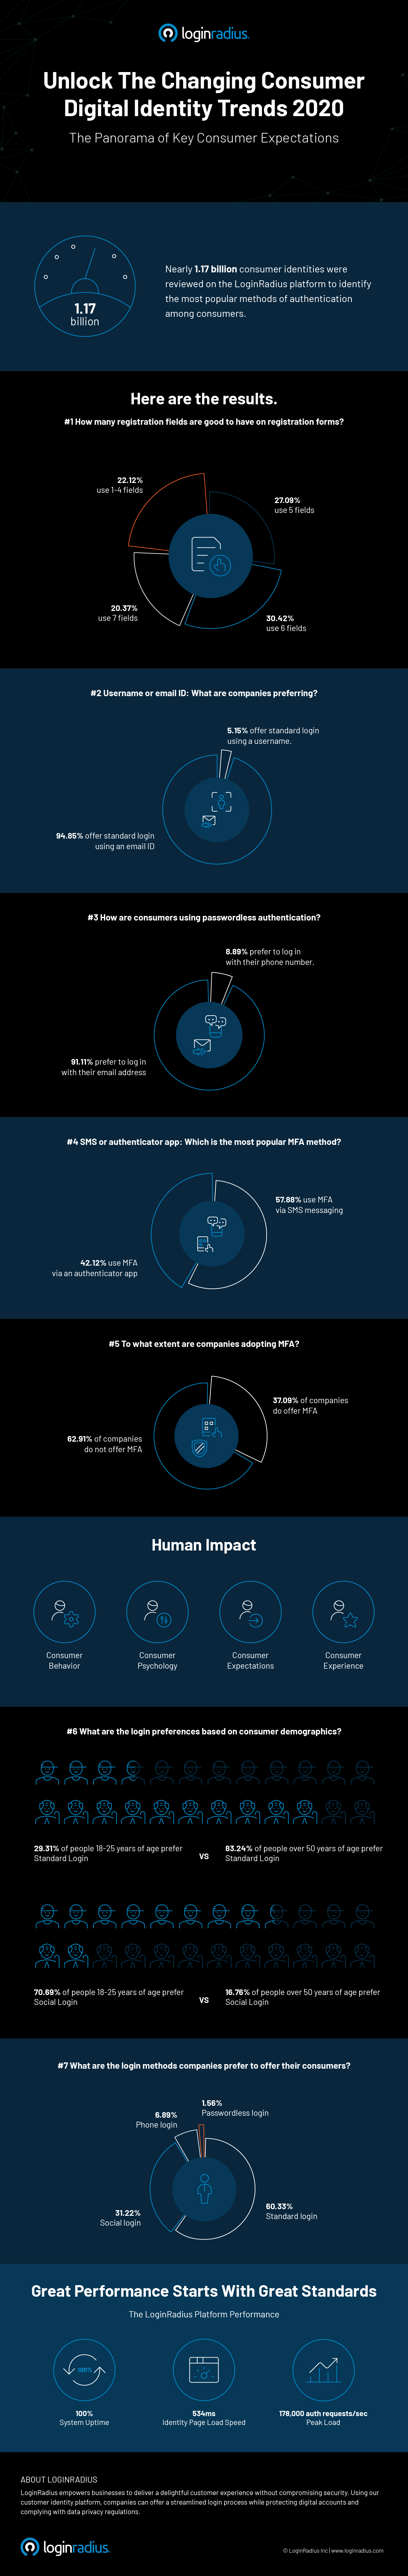 loginradius
Unlock The Changing Consumer
Digital Identity Trends 2020
The Panorama of Key Consumer Expectations
1.17
billion
Nearly 1.17 billion consumer identities were
reviewed on the LoginRadius platform to identify
the most popular methods of authentication
among consumers.
Here are the results.
#1 How many registration fields are good to have on registration forms?
22.12%
use 1-4 fields
27.09%
use 5 fields
20.37%
use 7 fields
30.42%
use 6 fields
#2 Username or email ID: What are companies preferring?
5.15% offer standard login
using a username.
94.85% offer standard login
using an email ID
#3 How are consumers using passwordless authentication?
8.89% prefer to log in
with their phone number.
91.11% prefer to log in
with their email address
#4 SMS or authenticator app: Which is the most popular MFA method?
57.88% use MFA
via SMS messaging
42.12% use MFA
via an authenticator app
#5 To what extent are companies adopting MFA?
37.09% of companies
do offer MFA
62.91% of companies
do not offer MFA
Human Impact
Consumer
Behavior
Consumer
Psychology
Consumer
Expectations
Consumer
Experience
#6 What are the login preferences based on consumer demographics?
29.31% of people 18-25 years of age prefer
Standard Login
VS
83.24% of people over 50 years of age prefer
Standard Login
70.69% of people 18-25 years of age prefer
Social Login
VS
16.76% of people over 50 years of age prefer
Social Login
#7 What are the login methods companies prefer to offer their consumers?
1.56%
Passwordless login
6.89%
Phone login
31.22%
Social login
60.33%
Standard login
Great Performance Starts With Great Standards
The LoginRadius Platform Performance
100%
100%
System Uptime
534ms
Identity Page Load Speed
178,000 auth requests/sec
Peak Load
ABOUT LOGINRADIUS
LoginRadius empowers businesses to deliver a delightful customer experience without compromising security. Using our
customer identity platform, companies can offer a streamlined login process while protecting digital accounts and
complying with data privacy regulations.
loginradius
© LoginRadius Inc | www.loginradius.com